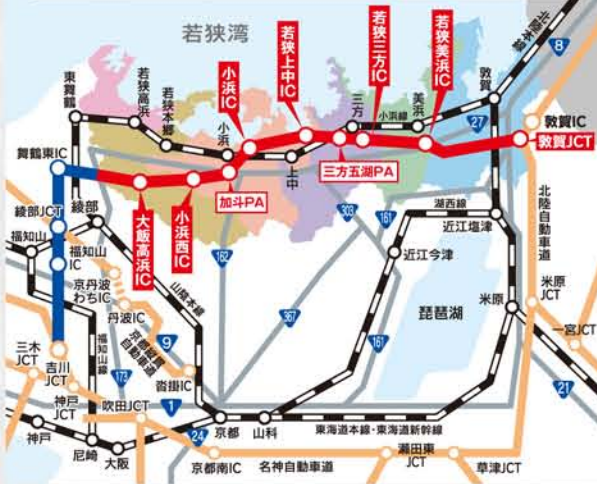 若狭湾
東舞鶴
若狭高浜
若狭本郷
小浜
小浜IC
若狭上中IC
上中
三方
若狭三方IC
小浜線
美浜
若狭美浜IC
敦賀
北陸本線
8
27
敦賀IC
敦賀JCT
舞鶴東IC
綾部JCT
綾部
福知山
福知山IC
大飯高浜IC
小浜西IC
加斗PA
三方五湖PA
303
161
162
367
161
湖西線
近江塩津
近江今津
琵琶湖
米原
北陸自動車道
米原JCT
一宮JCT
21
京丹波わちIC
丹波IC
山陰本線
9
京都縦貫自動車道
沓掛IC
福知山線
173
三木JCT
吉川JCT
神戸JCT
吹田JCT
1
24
神戸
尼崎
大阪
京都
山科
東海道本線・東海道新幹線
京都南IC
名神自動車道
瀬田東JCT
草津JCT